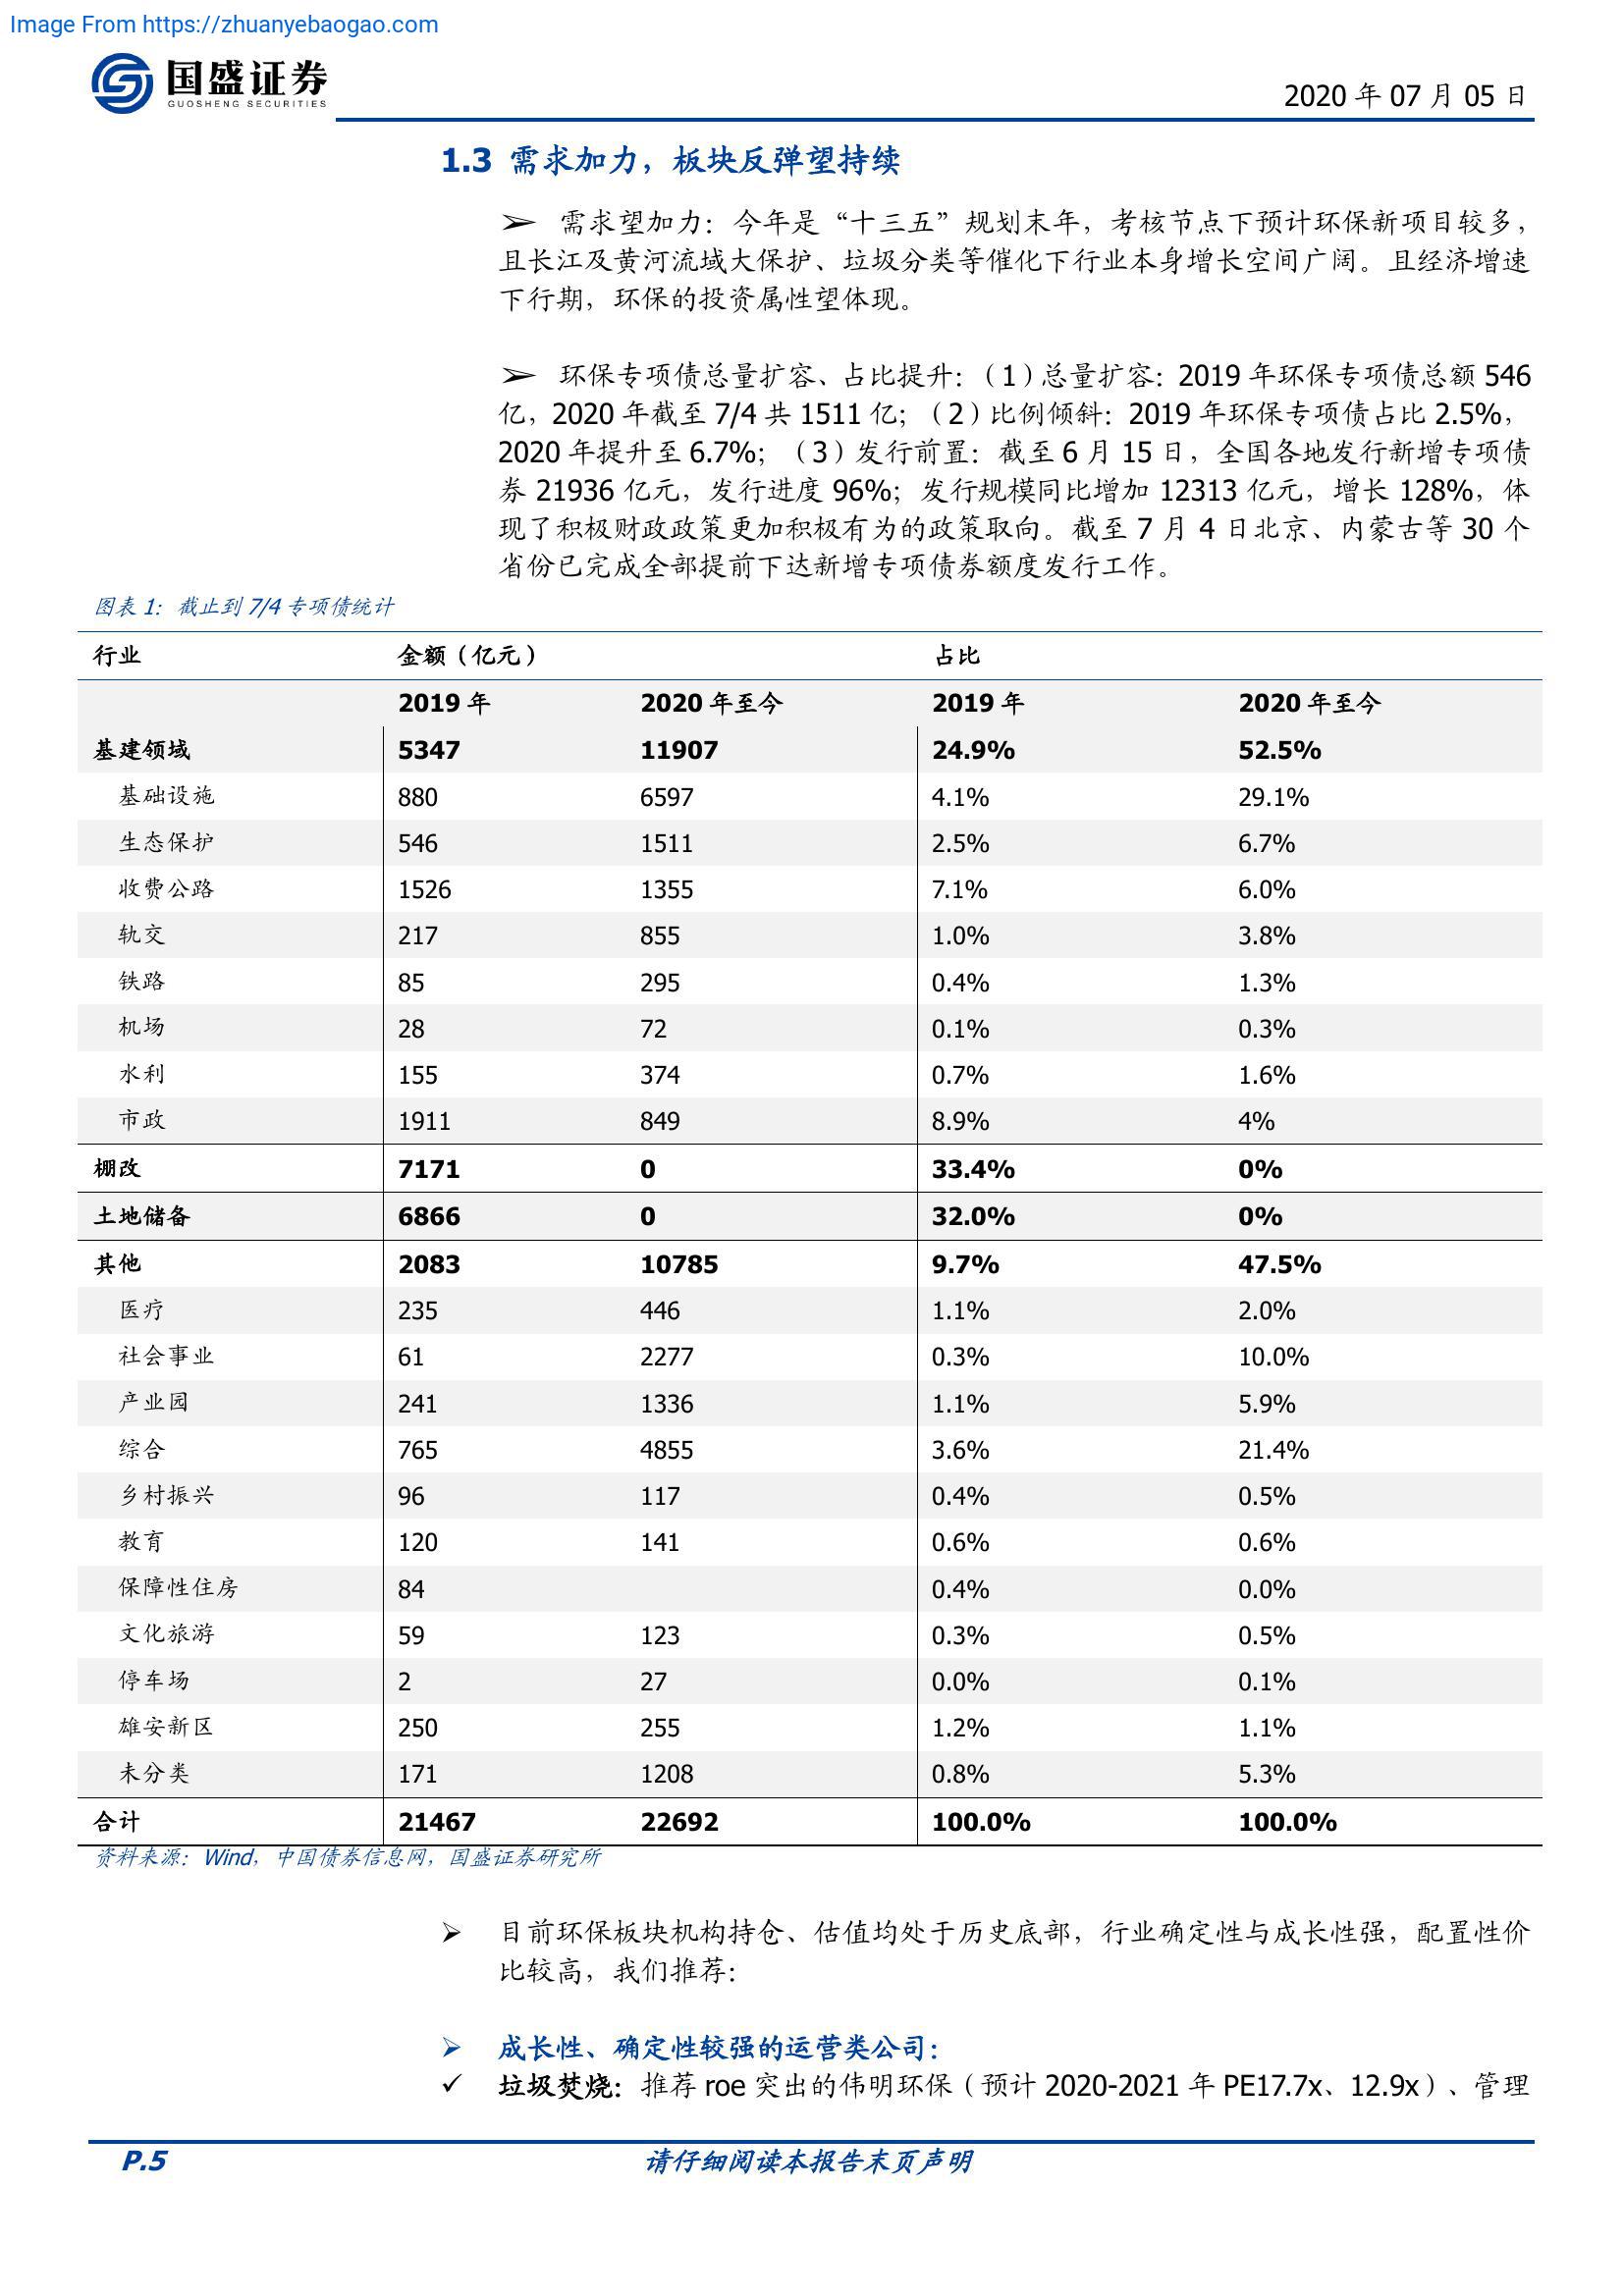 Image From https://zhuanyebaogao.com
国盛证券
GUOSHENG SECURITIES
2020 年 07 月 05 日
1.3 需求加力，板块反弹望持续
➢ 需求望加力：今年是“十三五”规划末年，考核节点下预计环保新项目较多，
且长江及黄河流域大保护、垃圾分类等催化下行业本身增长空间广阔。且经济增速
下行期，环保的投资属性望体现。
➢ 环保专项债总量扩容、占比提升：（1）总量扩容：2019 年环保专项债总额 546
亿，2020 年截至 7/4 共 1511 亿；（2）比例倾斜：2019 年环保专项债占比 2.5%，
2020 年提升至 6.7%；（3）发行前置：截至 6 月 15 日，全国各地发行新增专项债
券 21936 亿元，发行进度 96%；发行规模同比增加 12313 亿元，增长 128%，体
现了积极财政政策更加积极有为的政策取向。截至 7 月 4 日北京、内蒙古等 30 个
省份已完成全部提前下达新增专项债券额度发行工作。
图表 1：截止到 7/4 专项债统计
行业 金额（亿元） 占比
2019 年 2020 年至今 2019 年 2020 年至今
基建领域 5347 11907 24.9% 52.5%
基础设施 880 6597 4.1% 29.1%
生态保护 546 1511 2.5% 6.7%
收费公路 1526 1355 7.1% 6.0%
轨交 217 855 1.0% 3.8%
铁路 85 295 0.4% 1.3%
机场 28 72 0.1% 0.3%
水利 155 374 0.7% 1.6%
市政 1911 849 8.9% 4%
棚改 7171 0 33.4% 0%
土地储备 6866 0 32.0% 0%
其他 2083 10785 9.7% 47.5%
医疗 235 446 1.1% 2.0%
社会事业 61 2277 0.3% 10.0%
产业园 241 1336 1.1% 5.9%
综合 765 4855 3.6% 21.4%
乡村振兴 96 117 0.4% 0.5%
教育 120 141 0.6% 0.6%
保障性住房 84 0.4% 0.0%
文化旅游 59 123 0.3% 0.5%
停车场 2 27 0.0% 0.1%
雄安新区 250 255 1.2% 1.1%
未分类 171 1208 0.8% 5.3%
合计 21467 22692 100.0% 100.0%
资料来源：Wind，中国债券信息网，国盛证券研究所
➢ 目前环保板块机构持仓、估值均处于历史底部，行业确定性与成长性强，配置性价
比较高，我们推荐：
➢ 成长性、确定性较强的运营类公司：
✓ 垃圾焚烧：推荐 roe 突出的伟明环保（预计 2020-2021 年 PE17.7x、12.9x）、管理
P.5 请仔细阅读本报告末页声明